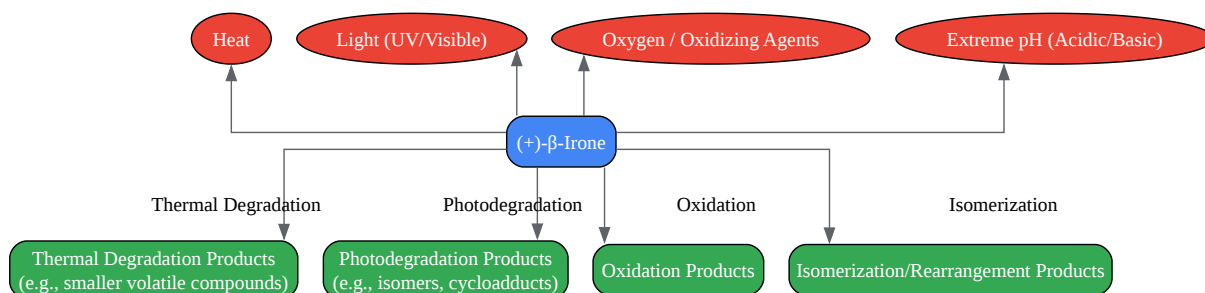 Heat
Light (UV/Visible)
Oxygen / Oxidizing Agents
Extreme pH (Acidic/Basic)
(+)-β-Irone
Thermal Degradation
Photodegradation
Oxidation
Isomerization
Thermal Degradation Products
(e.g., smaller volatile compounds)
Photodegradation Products
(e.g., isomers, cycloadducts)
Oxidation Products
Isomerization/Rearrangement Products